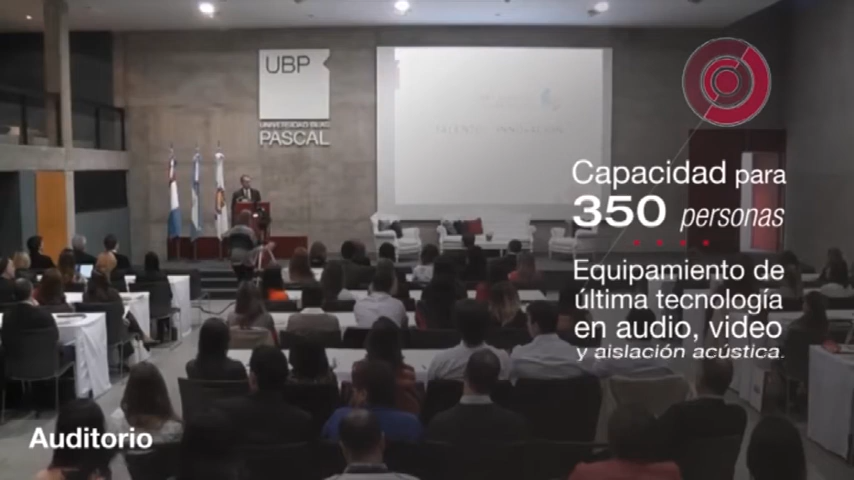 UBP
UNIVERSIDAD BLAS
PASCAL
Capacidad para
350 personas
Equipamiento de
última tecnología
en audio, video
y aislación acústica.
Auditorio